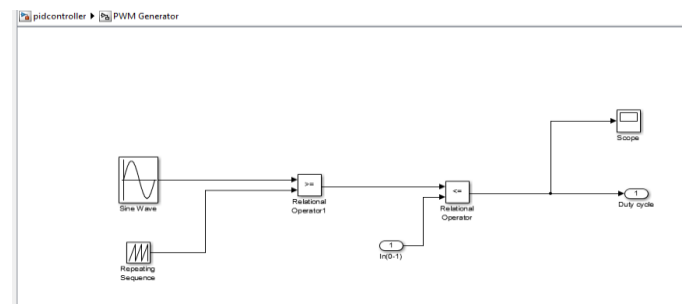 pidcontroller PWM Generator
Scope
1
Duty cycle
Sine Wave
>=
Relational
Operator1
<=
Relational
Operator
1
In(0-1)
Repeating
Sequence